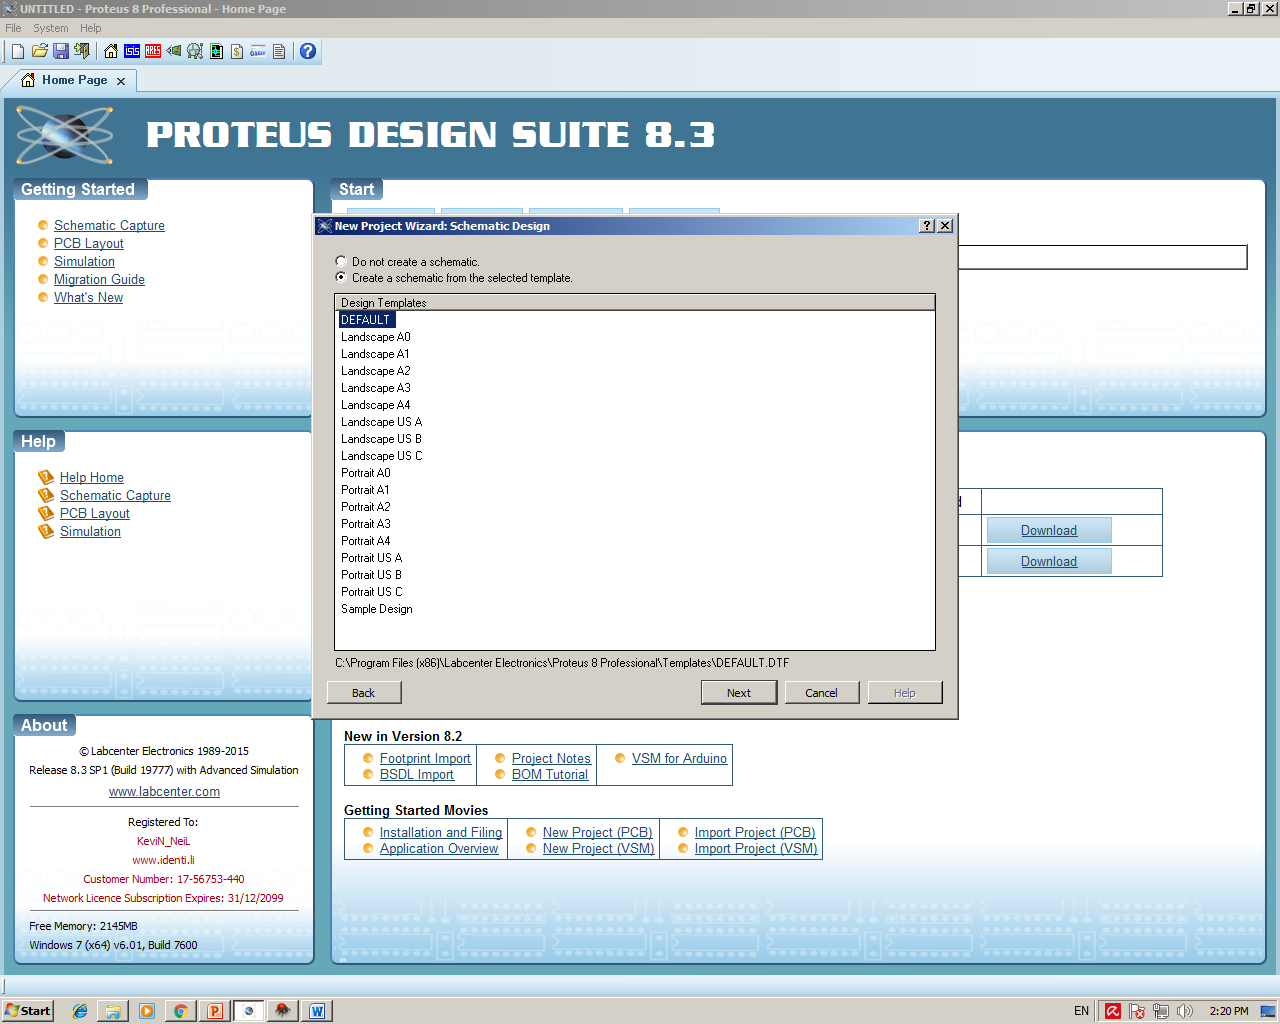 UNTITLED - Proteus 8 Professional - Home Page
File System Help
Home Page
PROTEUS DESIGN SUITE 8.3
Getting Started
Schematic Capture
PCB Layout
Simulation
Migration Guide
What's New
Start
New Project Wizard: Schematic Design
Do not create a schematic.
Create a schematic from the selected template.
Design Templates
DEFAULT
Landscape A0
Landscape A1
Landscape A2
Landscape A3
Landscape A4
Landscape US A
Landscape US B
Landscape US C
Portrait A0
Portrait A1
Portrait A2
Portrait A3
Portrait A4
Portrait US A
Portrait US B
Portrait US C
Sample Design
C:\Program Files (x86)\Labcenter Electronics\Proteus 8 Professional\Templates\DEFAULT.DTF
Back Next Cancel Help
Help
Help Home
Schematic Capture
PCB Layout
Simulation
Download
Download
About
© Labcenter Electronics 1989-2015
Release 8.3 SP1 (Build 19777) with Advanced Simulation
www.labcenter.com
Registered To:
KeviN_NeiL
www.identi.li
Customer Number: 17-56753-440
Network Licence Subscription Expires: 31/12/2099
Free Memory: 2145MB
Windows 7 (x64) v6.01, Build 7600
New in Version 8.2
Footprint Import Project Notes VSM for Arduino
BSDL Import BOM Tutorial
Getting Started Movies
Installation and Filing New Project (PCB) Import Project (PCB)
Application Overview New Project (VSM) Import Project (VSM)
Start EN 2:20 PM